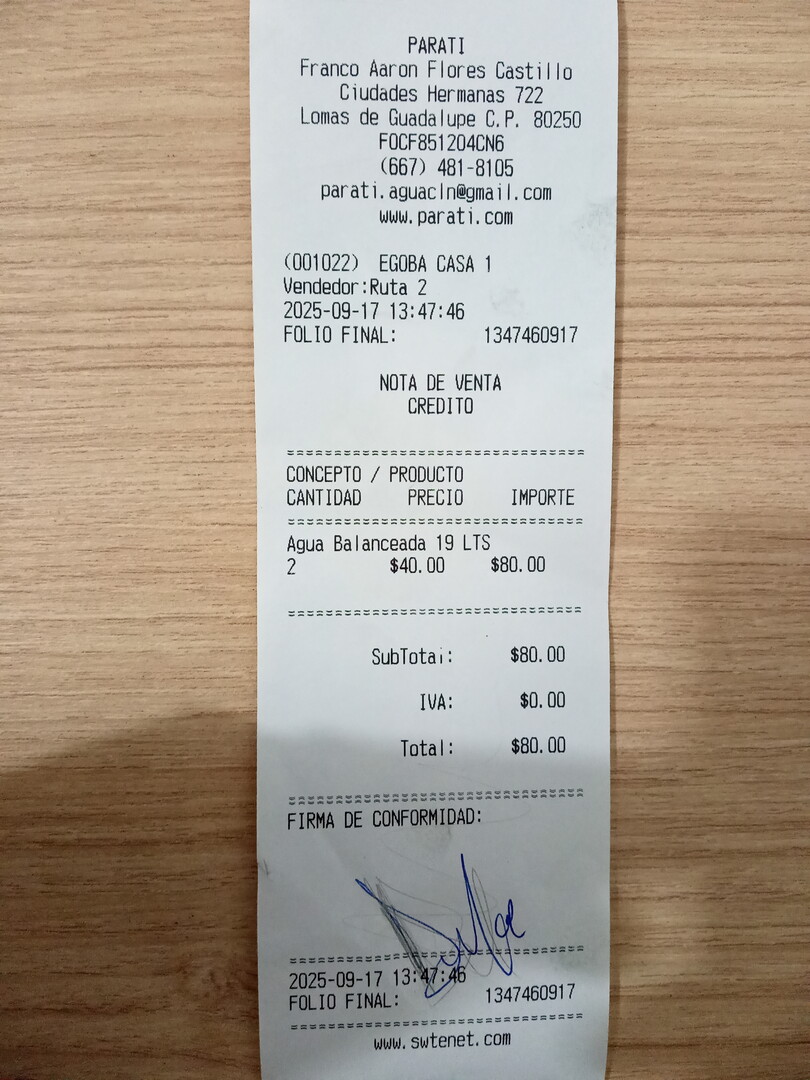 PARATI
Franco Aaron Flores Castillo
Ciudades Hermanas 722
Lomas de Guadalupe C.P. 80250
FOCF851204CN6
(667) 481-8105
parati.aguacln@gmail.com
www.parati.com
(001022) EGOBA CASA 1
Vendedor:Ruta 2
2025-09-17 13:47:46
FOLIO FINAL: 1347460917
NOTA DE VENTA
CREDITO
================================
CONCEPTO / PRODUCTO
CANTIDAD PRECIO IMPORTE
================================
Agua Balanceada 19 LTS
2 $40.00 $80.00
================================
SubTotal: $80.00
IVA: $0.00
Total: $80.00
================================
FIRMA DE CONFORMIDAD:
================================
2025-09-17 13:47:46
FOLIO FINAL: 1347460917
================================
www.swtenet.com